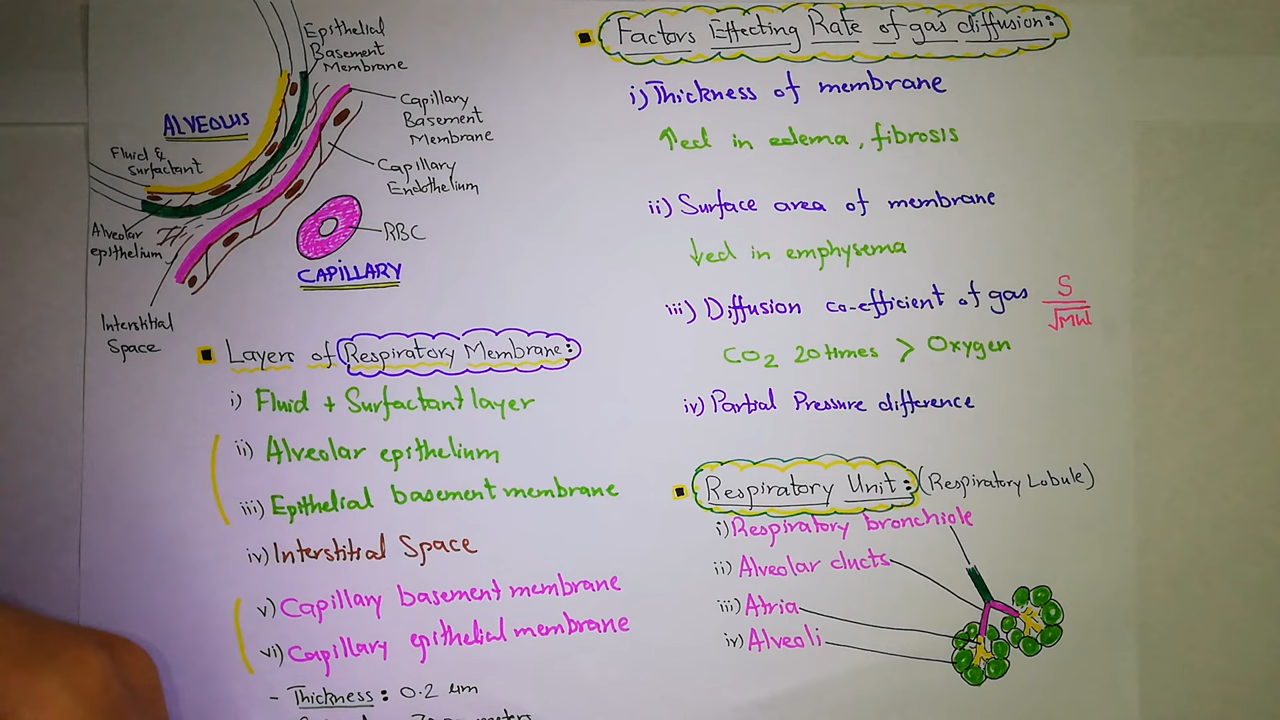 Epithelial
Basement
Membrane
ALVEOLUS
Fluid &
Surfactant
Capillary
Basement
Membrane
Capillary
Endothelium
RBC
CAPILLARY
Alveolar
epithelium
Interstitial
Space
Layers of Respiratory Membrane:
i) Fluid + Surfactant layer
ii) Alveolar epithelium
iii) Epithelial basement membrane
iv) Interstitial Space
v) Capillary basement membrane
vi) Capillary epithelial membrane
- Thickness: 0.2 um
Factors Effecting Rate of gas diffusion:
i) Thickness of membrane
↑ed in edema, fibrosis
ii) Surface area of membrane
↓ed in emphysema
iii) Diffusion co-efficient of gas S/√MW
CO2 20 times > Oxygen
iv) Partial Pressure difference
Respiratory Unit: (Respiratory Lobule)
i) Respiratory bronchiole
ii) Alveolar ducts
iii) Atria
iv) Alveoli